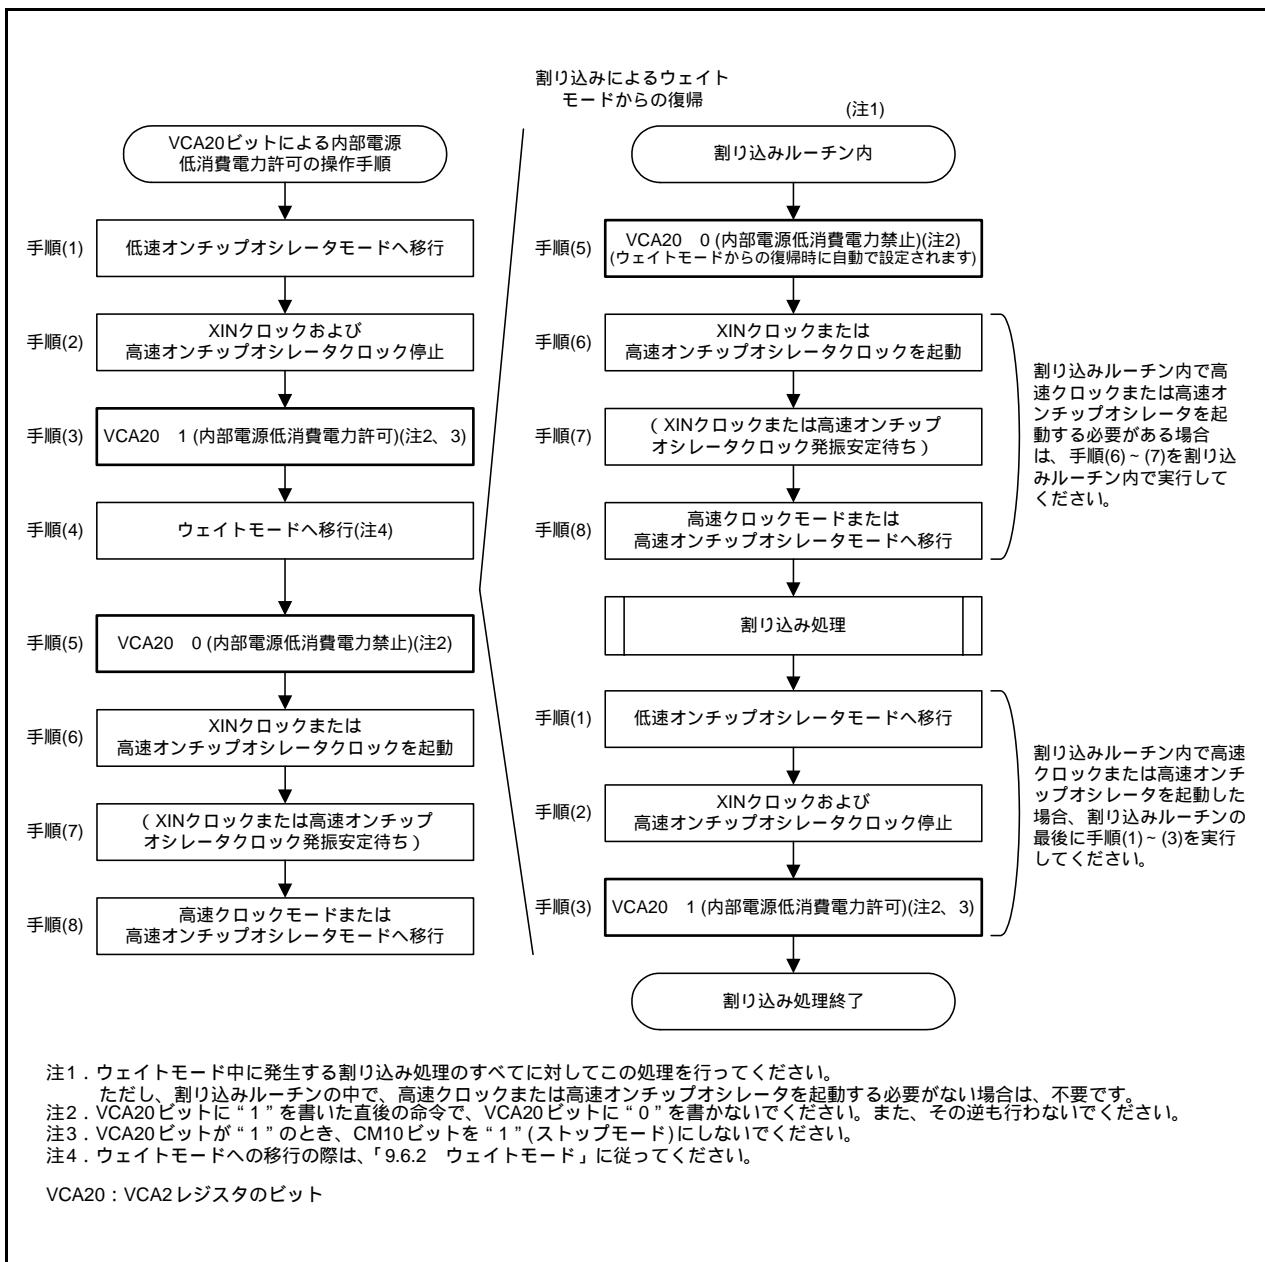 割り込みによるウェイト
モードからの復帰
VCA20ビットによる内部電源
低消費電力許可の操作手順
手順(1)
低速オンチップオシレータモードへ移行
手順(2)
XINクロックおよび
高速オンチップオシレータクロック停止
手順(3)
VCA20　1 (内部電源低消費電力許可)(注2、3)
手順(4)
ウェイトモードへ移行(注4)
手順(5)
VCA20　0 (内部電源低消費電力禁止)(注2)
手順(6)
XINクロックまたは
高速オンチップオシレータクロックを起動
手順(7)
（ XINクロックまたは高速オンチップ
オシレータクロック発振安定待ち ）
手順(8)
高速クロックモードまたは
高速オンチップオシレータモードへ移行
(注1)
割り込みルーチン内
手順(5)
VCA20　0 (内部電源低消費電力禁止)(注2)
(ウェイトモードからの復帰時に自動で設定されます)
手順(6)
XINクロックまたは
高速オンチップオシレータクロックを起動
手順(7)
（ XINクロックまたは高速オンチップ
オシレータクロック発振安定待ち ）
手順(8)
高速クロックモードまたは
高速オンチップオシレータモードへ移行
割り込みルーチン内で高
速クロックまたは高速オ
ンチップオシレータを起
動する必要がある場合
は、手順(6) ~ (7)を割り込
みルーチン内で実行して
ください。
割り込み処理
手順(1)
低速オンチップオシレータモードへ移行
手順(2)
XINクロックおよび
高速オンチップオシレータクロック停止
手順(3)
VCA20　1 (内部電源低消費電力許可)(注2、3)
割り込みルーチン内で高速
クロックまたは高速オンチ
ップオシレータを起動した
場合、割り込みルーチンの
最後に手順(1) ~ (3)を実行
してください。
割り込み処理終了
注1．ウェイトモード中に発生する割り込み処理のすべてに対してこの処理を行ってください。
ただし、割り込みルーチンの中で、高速クロックまたは高速オンチップオシレータを起動する必要がない場合は、不要です。
注2．VCA20ビットに“ 1 ”を書いた直後の命令で、VCA20ビットに“ 0 ”を書かないでください。また、その逆も行わないでください。
注3．VCA20ビットが“ 1 ”のとき、CM10ビットを“ 1 ” (ストップモード)にしないでください。
注4．ウェイトモードへの移行の際は、「 9.6.2　ウェイトモード」に従ってください。
VCA20：VCA2レジスタのビット